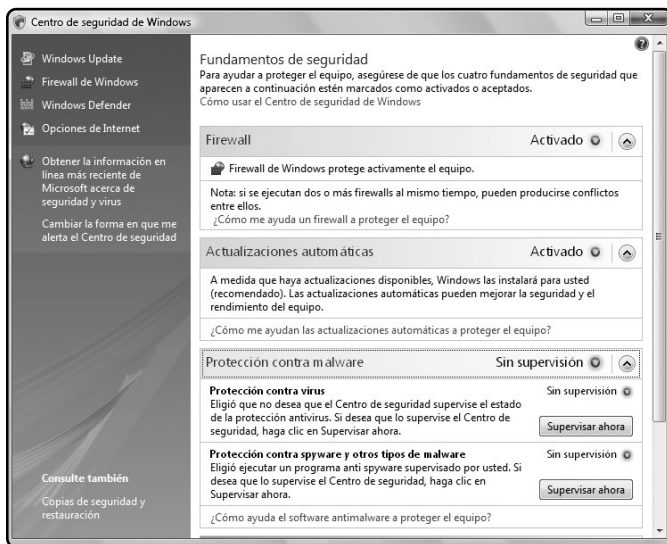 Centro de seguridad de Windows
Windows Update
Firewall de Windows
Windows Defender
Opciones de Internet
Obtener la información en
línea más reciente de
Microsoft acerca de
seguridad y virus
Cambiar la forma en que me
alerta el Centro de seguridad
Consulte también
Copias de seguridad y
restauración
Fundamentos de seguridad
Para ayudar a proteger el equipo, asegúrese de que los cuatro fundamentos de seguridad que
aparecen a continuación estén marcados como activados o aceptados.
Cómo usar el Centro de seguridad de Windows
Firewall Activado
Firewall de Windows protege activamente el equipo.
Nota: si se ejecutan dos o más firewalls al mismo tiempo, pueden producirse conflictos
entre ellos.
¿Cómo me ayuda un firewall a proteger el equipo?
Actualizaciones automáticas Activado
A medida que haya actualizaciones disponibles, Windows las instalará para usted
(recomendado). Las actualizaciones automáticas pueden mejorar la seguridad y el
rendimiento del equipo.
¿Cómo me ayudan las actualizaciones automáticas a proteger el equipo?
Protección contra malware Sin supervisión
Protección contra virus Sin supervisión
Eligió que no desea que el Centro de seguridad supervise el estado
de la protección antivirus. Si desea que lo supervise el Centro de
seguridad, haga clic en Supervisar ahora.
Supervisar ahora
Protección contra spyware y otros tipos de malware Sin supervisión
Eligió ejecutar un programa anti spyware supervisado por usted. Si
desea que lo supervise el Centro de seguridad, haga clic en
Supervisar ahora.
Supervisar ahora
¿Cómo ayuda el software antimalware a proteger el equipo?